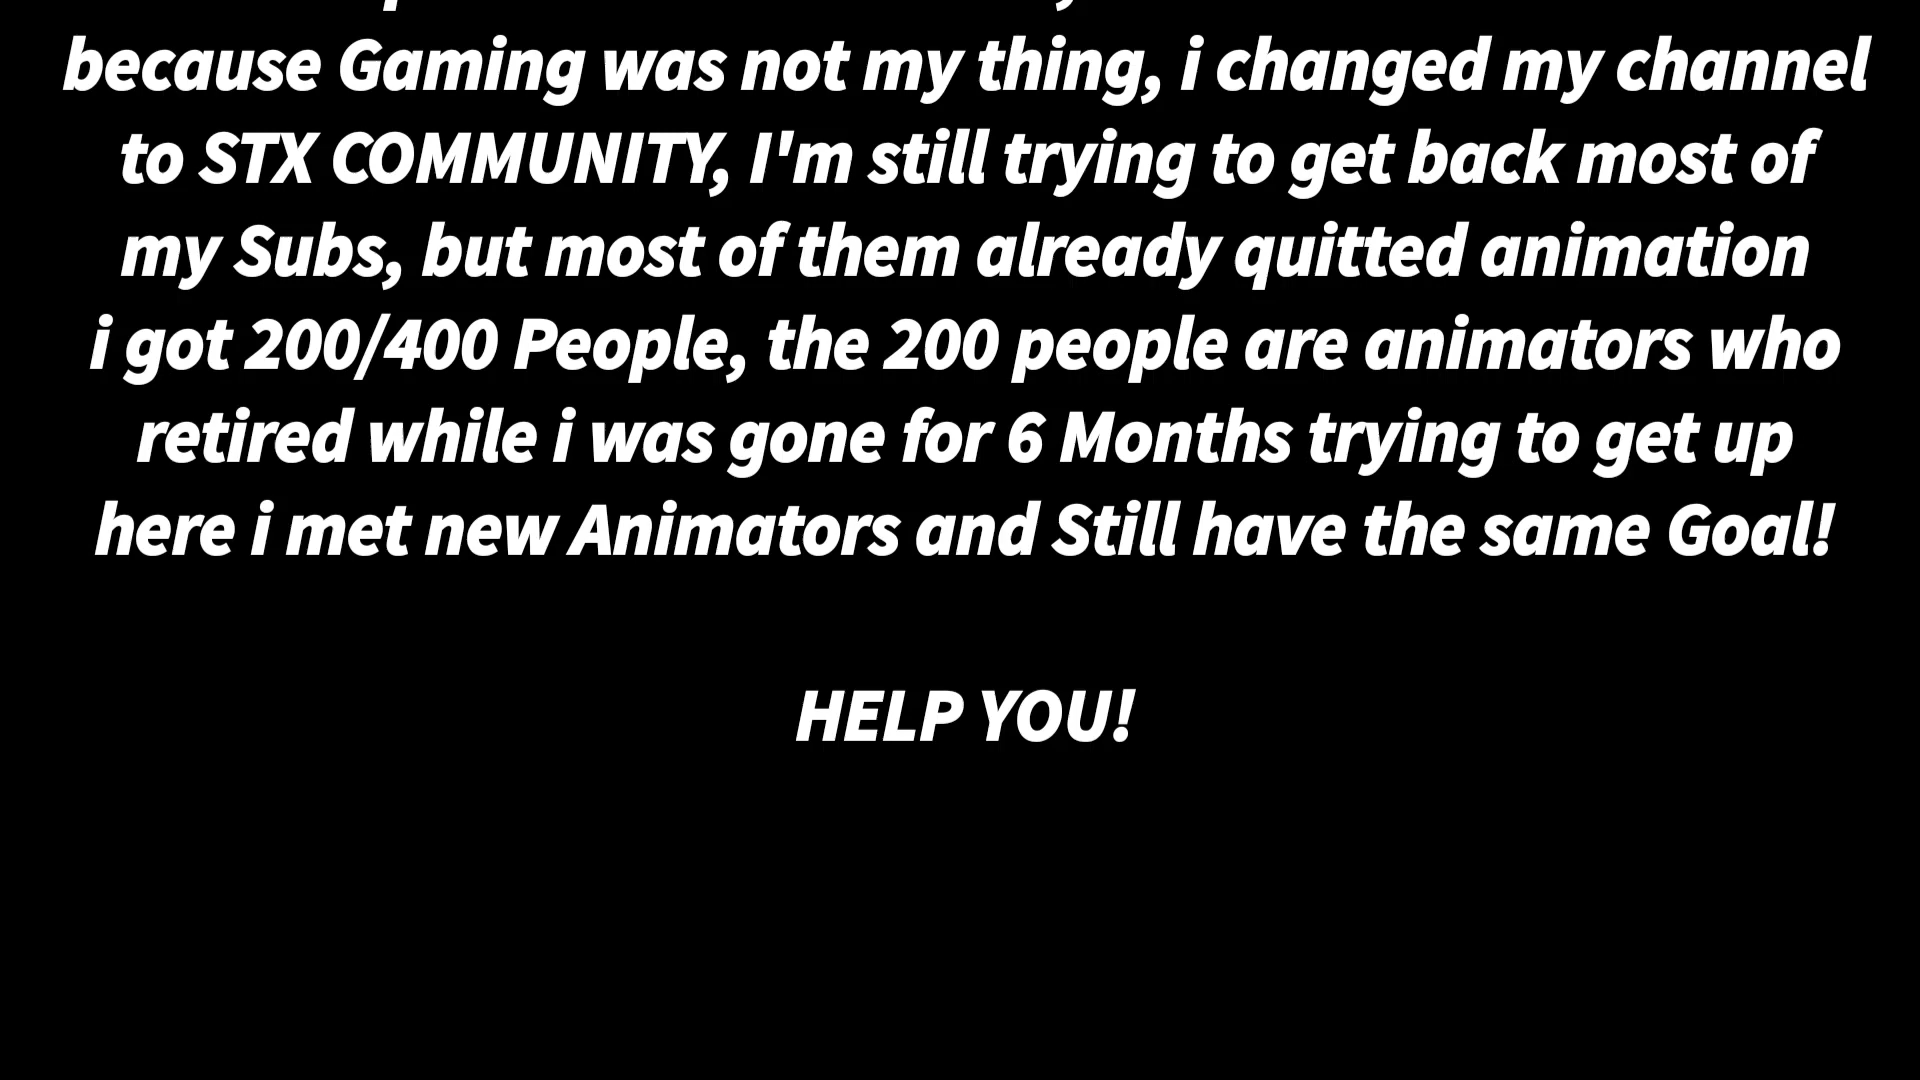 because Gaming was not my thing, i changed my channel
to STX COMMUNITY, I'm still trying to get back most of
my Subs, but most of them already quitted animation
i got 200/400 People, the 200 people are animators who
retired while i was gone for 6 Months trying to get up
here i met new Animators and Still have the same Goal!
HELP YOU!